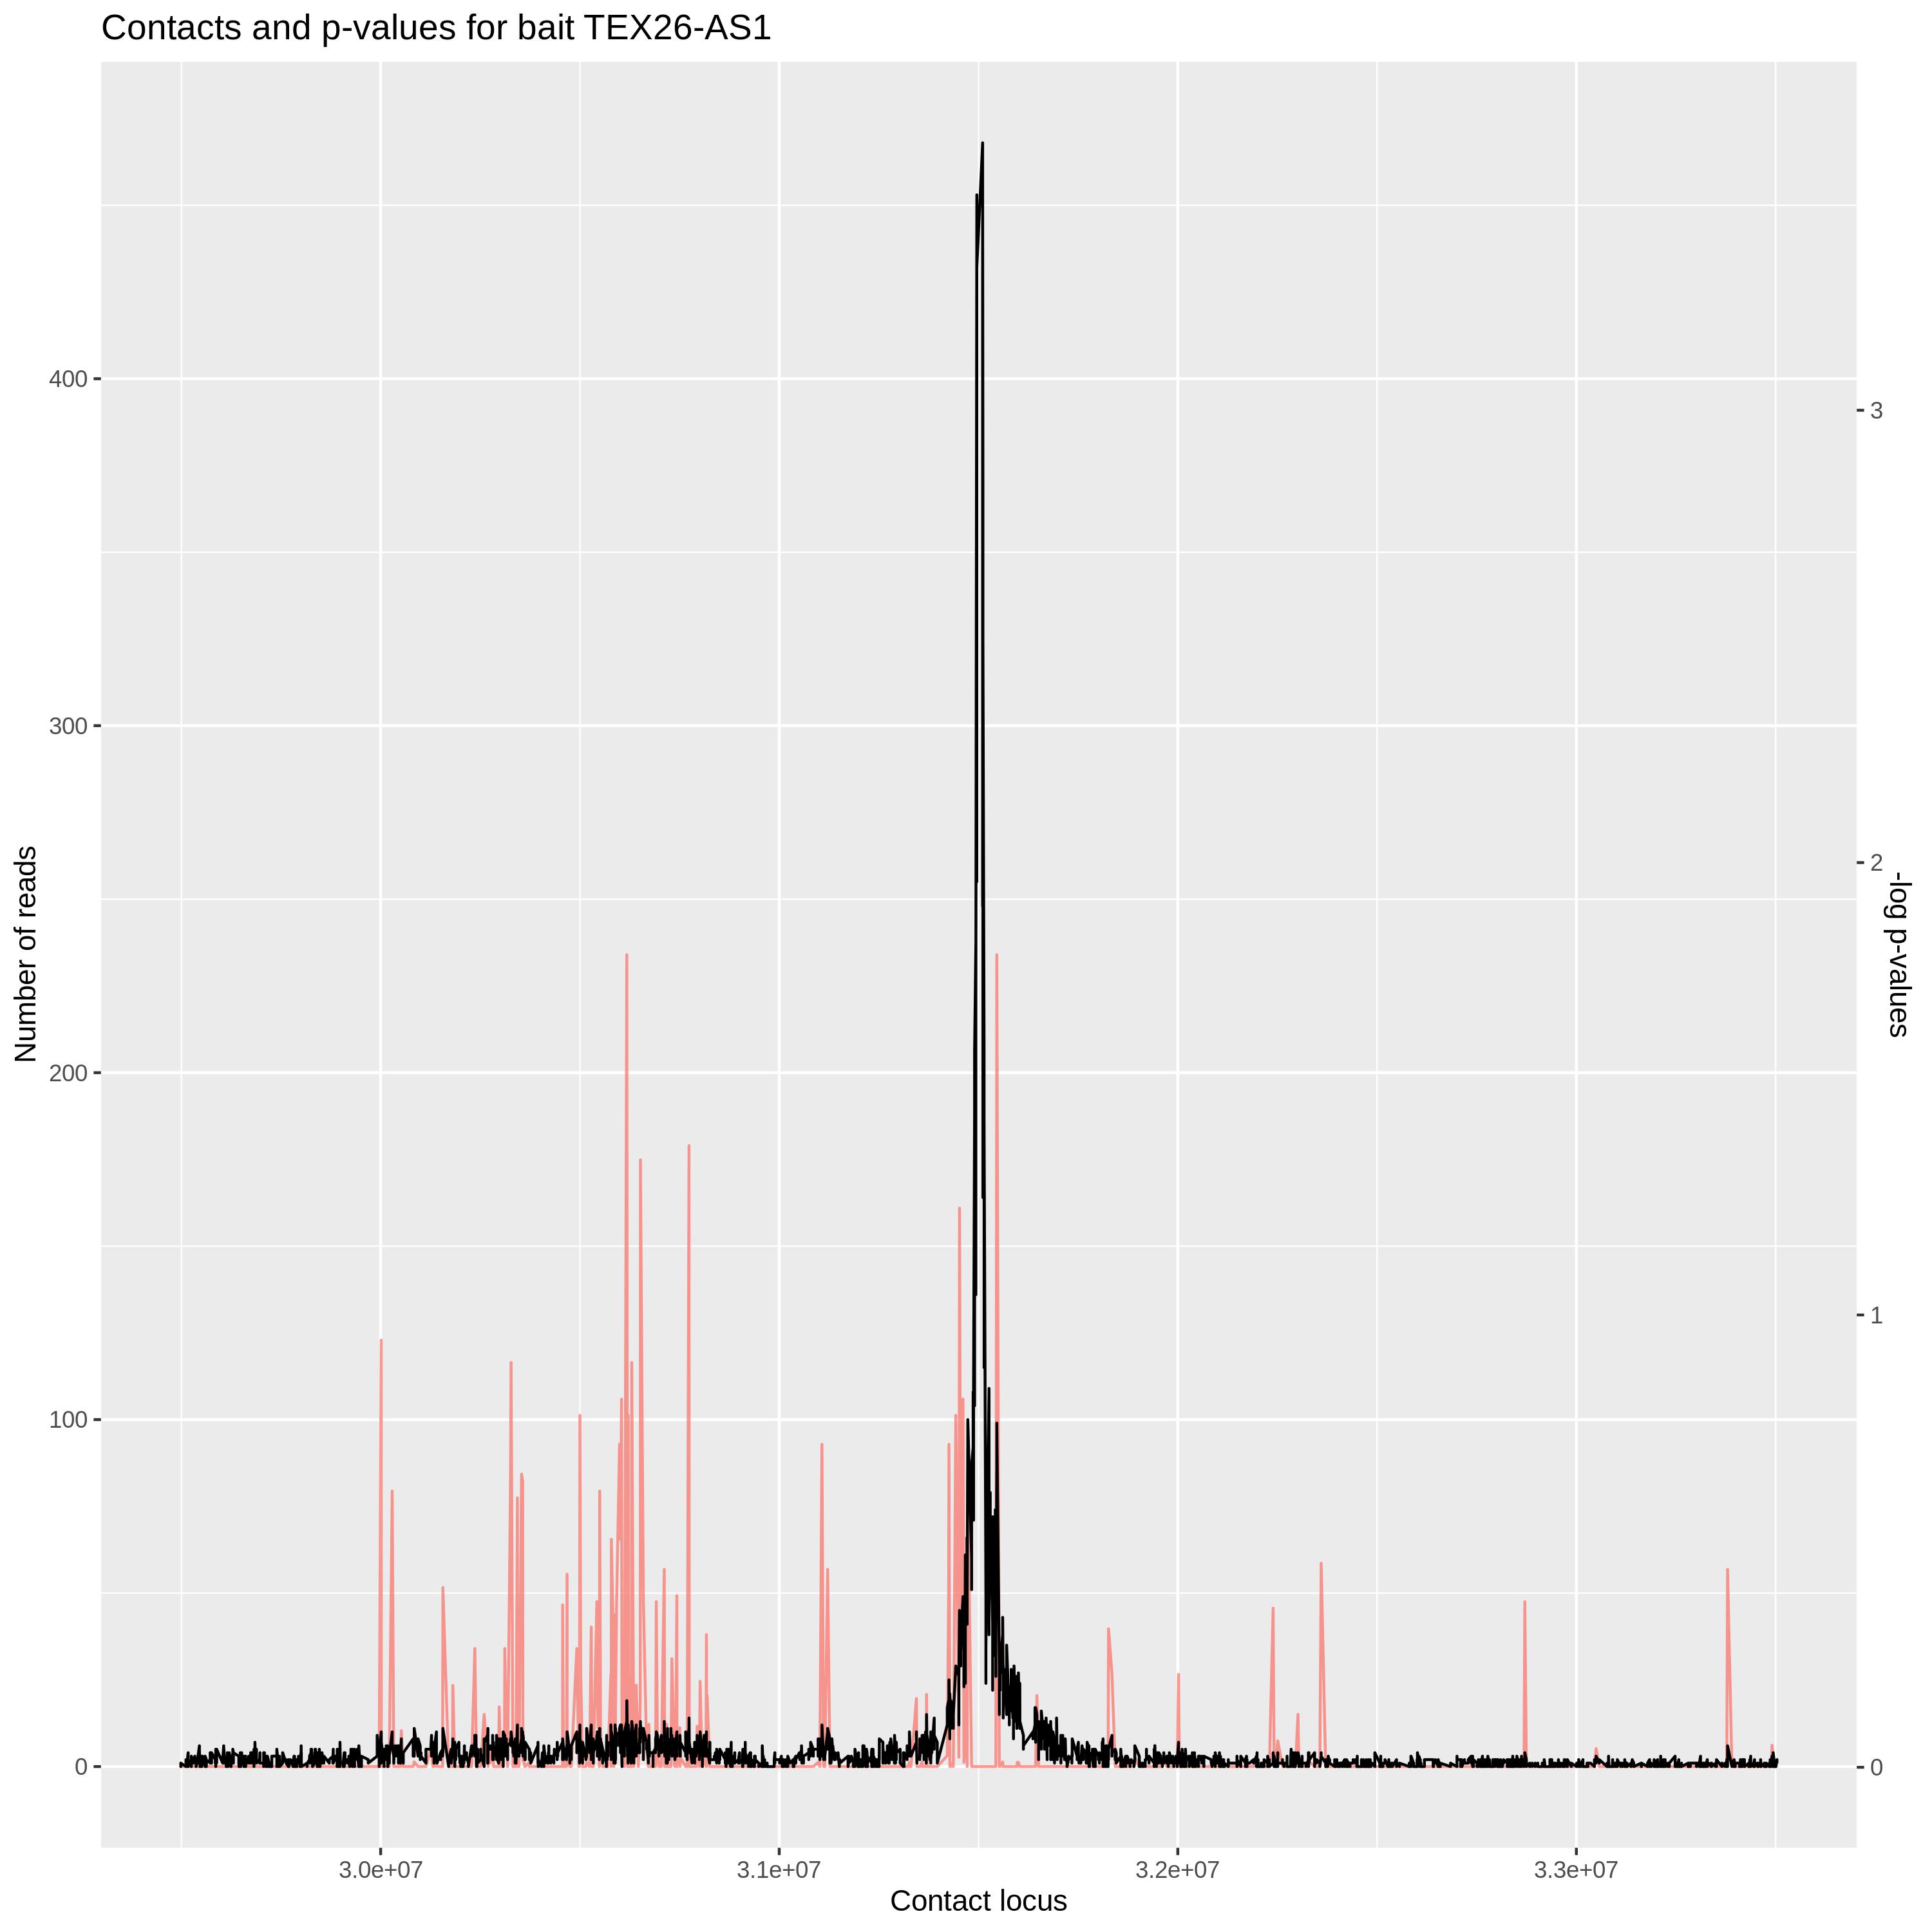 Contacts and p-values for bait TEX26-AS1
400
300
200
100
0
Number of reads
3
2
1
0
-log p-values
3.0e+07
3.1e+07
3.2e+07
3.3e+07
Contact locus